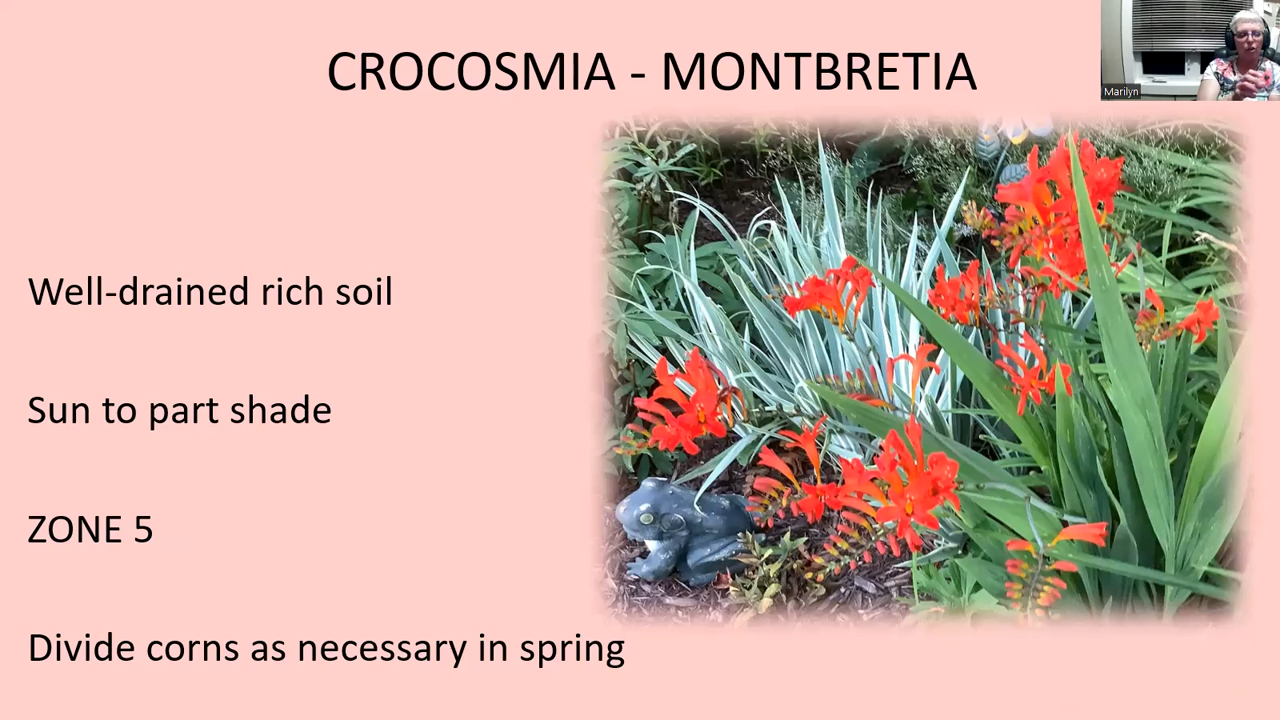 CROCOSMIA - MONTBRETIA
Marilyn
Well-drained rich soil
Sun to part shade
ZONE 5
Divide corns as necessary in spring